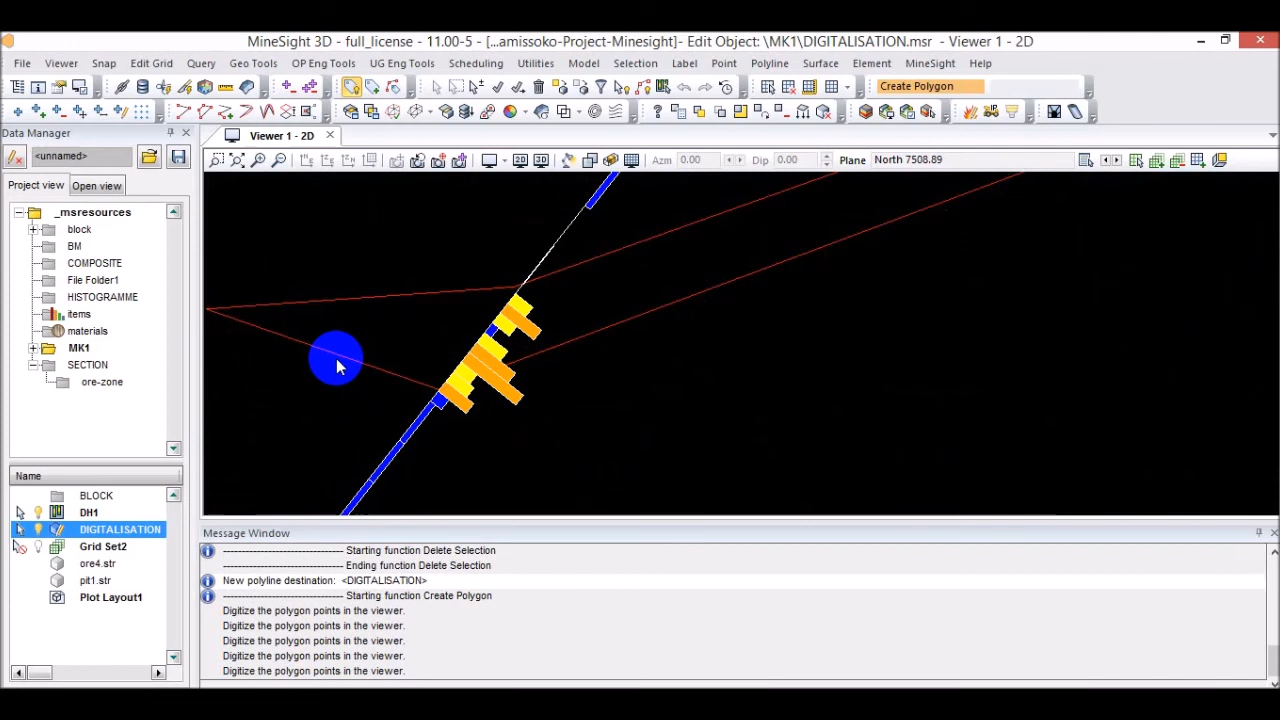 MineSight 3D - full_license - 11.00-5 - [...amissoko-Project-Minesight]- Edit Object: \MK1\DIGITALISATION.msr - Viewer 1 - 2D
File Viewer Snap Edit Grid Query Geo Tools OP Eng Tools UG Eng Tools Scheduling Utilities Model Selection Label Point Polyline Surface Element MineSight Help
Create Polygon
Data Manager
Viewer 1 - 2D
<unnamed>
Azm 0.00 Dip 0.00 Plane North 7508.89
Project view Open view
_msresources
block
BM
COMPOSITE
File Folder1
HISTOGRAMME
items
materials
MK1
SECTION
ore-zone
Name
BLOCK
DH1
DIGITALISATION
Grid Set2
ore4.str
pit1.str
Plot Layout1
Message Window
------------------------------- Starting function Delete Selection
------------------------------- Ending function Delete Selection
New polyline destination: <DIGITALISATION>
------------------------------- Starting function Create Polygon
Digitize the polygon points in the viewer.
Digitize the polygon points in the viewer.
Digitize the polygon points in the viewer.
Digitize the polygon points in the viewer.
Digitize the polygon points in the viewer.